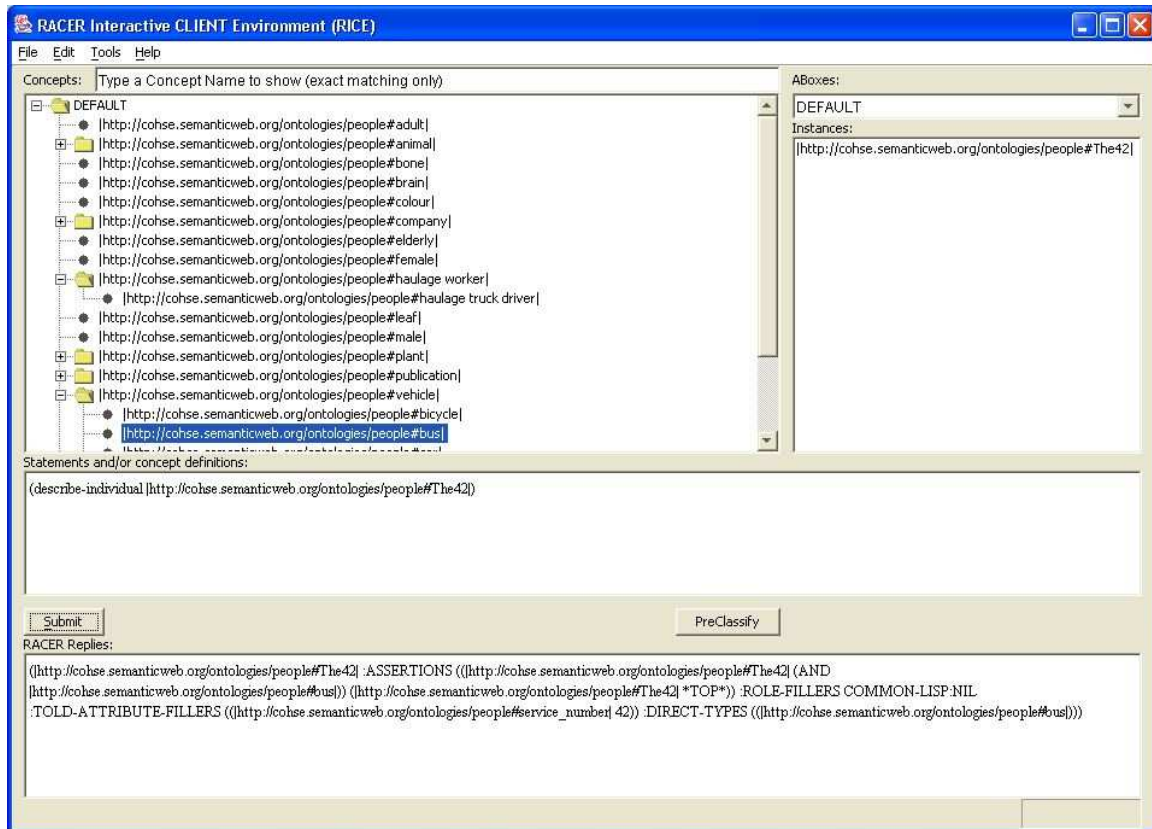 RACER Interactive CLIENT Environment (RICE)
File Edit Tools Help
Concepts: Type a Concept Name to show (exact matching only)
DEFAULT
|http://cohse.semanticweb.org/ontologies/people#adult|
|http://cohse.semanticweb.org/ontologies/people#animal|
|http://cohse.semanticweb.org/ontologies/people#bone|
|http://cohse.semanticweb.org/ontologies/people#brain|
|http://cohse.semanticweb.org/ontologies/people#colour|
|http://cohse.semanticweb.org/ontologies/people#company|
|http://cohse.semanticweb.org/ontologies/people#elderly|
|http://cohse.semanticweb.org/ontologies/people#female|
|http://cohse.semanticweb.org/ontologies/people#haulage worker|
|http://cohse.semanticweb.org/ontologies/people#haulage truck driver|
|http://cohse.semanticweb.org/ontologies/people#leaf|
|http://cohse.semanticweb.org/ontologies/people#male|
|http://cohse.semanticweb.org/ontologies/people#plant|
|http://cohse.semanticweb.org/ontologies/people#publication|
|http://cohse.semanticweb.org/ontologies/people#vehicle|
|http://cohse.semanticweb.org/ontologies/people#bicycle|
|http://cohse.semanticweb.org/ontologies/people#bus|
ABoxes:
DEFAULT
Instances:
|http://cohse.semanticweb.org/ontologies/people#The42|
Statements and/or concept definitions:
(describe-individual |http://cohse.semanticweb.org/ontologies/people#The42|)
Submit
PreClassify
RACER Replies:
(|http://cohse.semanticweb.org/ontologies/people#The42| :ASSERTIONS ((|http://cohse.semanticweb.org/ontologies/people#The42| (AND
|http://cohse.semanticweb.org/ontologies/people#bus|)) (|http://cohse.semanticweb.org/ontologies/people#The42| *TOP*)) :ROLE-FILLERS COMMON-LISP:NIL
:TOLD-ATTRIBUTE-FILLERS ((|http://cohse.semanticweb.org/ontologies/people#service_number| 42)) :DIRECT-TYPES ((|http://cohse.semanticweb.org/ontologies/people#bus|)))